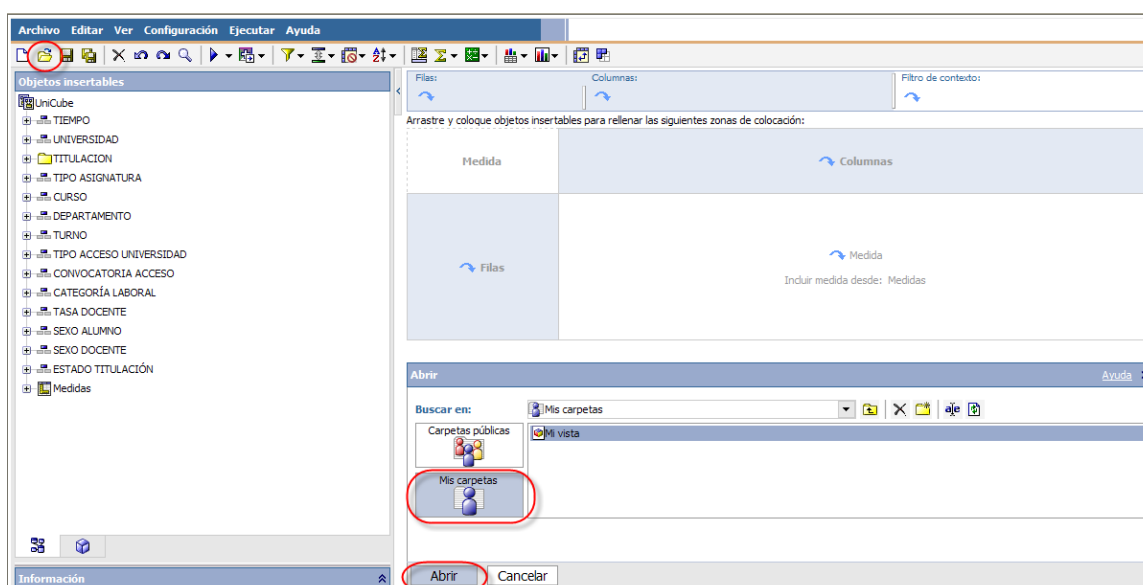 Archivo Editar Ver Configuración Ejecutar Ayuda
Objetos insertables
UniCube
TIEMPO
UNIVERSIDAD
TITULACION
TIPO ASIGNATURA
CURSO
DEPARTAMENTO
TURNO
TIPO ACCESO UNIVERSIDAD
CONVOCATORIA ACCESO
CATEGORÍA LABORAL
TASA DOCENTE
SEXO ALUMNO
SEXO DOCENTE
ESTADO TITULACIÓN
Medidas
Información
Filas: Columnas: Filtro de contexto:
Arrastre y coloque objetos insertables para rellenar las siguientes zonas de colocación:
Medida Columnas
Filas
Medida
Incluir medida desde: Medidas
Abrir Ayuda
Buscar en: Mis carpetas
Carpetas públicas
Mi vista
Mis carpetas
Abrir Cancelar